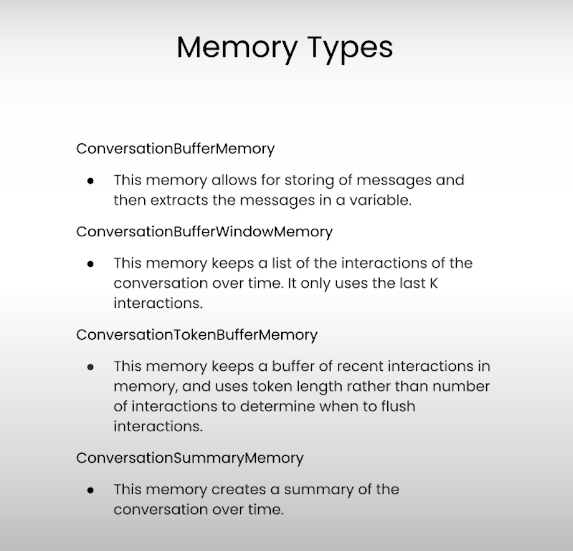 Memory Types
ConversationBufferMemory
• This memory allows for storing of messages and
then extracts the messages in a variable.
ConversationBufferWindowMemory
• This memory keeps a list of the interactions of the
conversation over time. It only uses the last K
interactions.
ConversationTokenBufferMemory
• This memory keeps a buffer of recent interactions in
memory, and uses token length rather than number
of interactions to determine when to flush
interactions.
ConversationSummaryMemory
• This memory creates a summary of the
conversation over time.